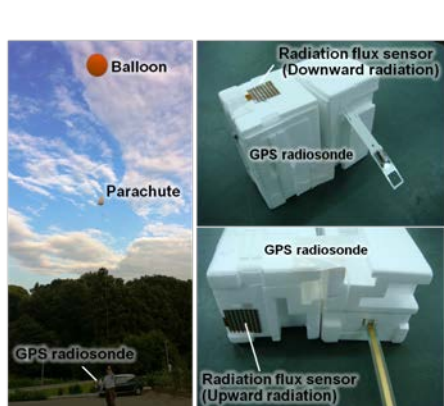 Balloon
Parachute
GPS radiosonde
Radiation flux sensor
(Downward radiation)
GPS radiosonde
GPS radiosonde
Radiation flux sensor
(Upward radiation)